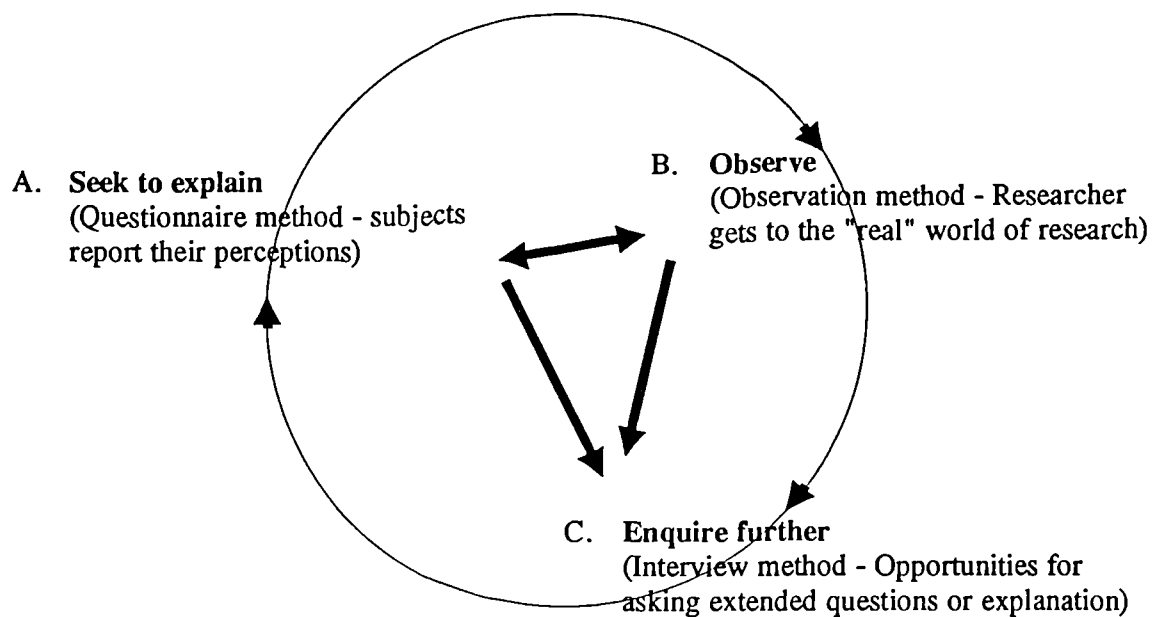 A. Seek to explain
(Questionnaire method - subjects
report their perceptions)
B. Observe
(Observation method - Researcher
gets to the "real" world of research)
C. Enquire further
(Interview method - Opportunities for
asking extended questions or explanation)